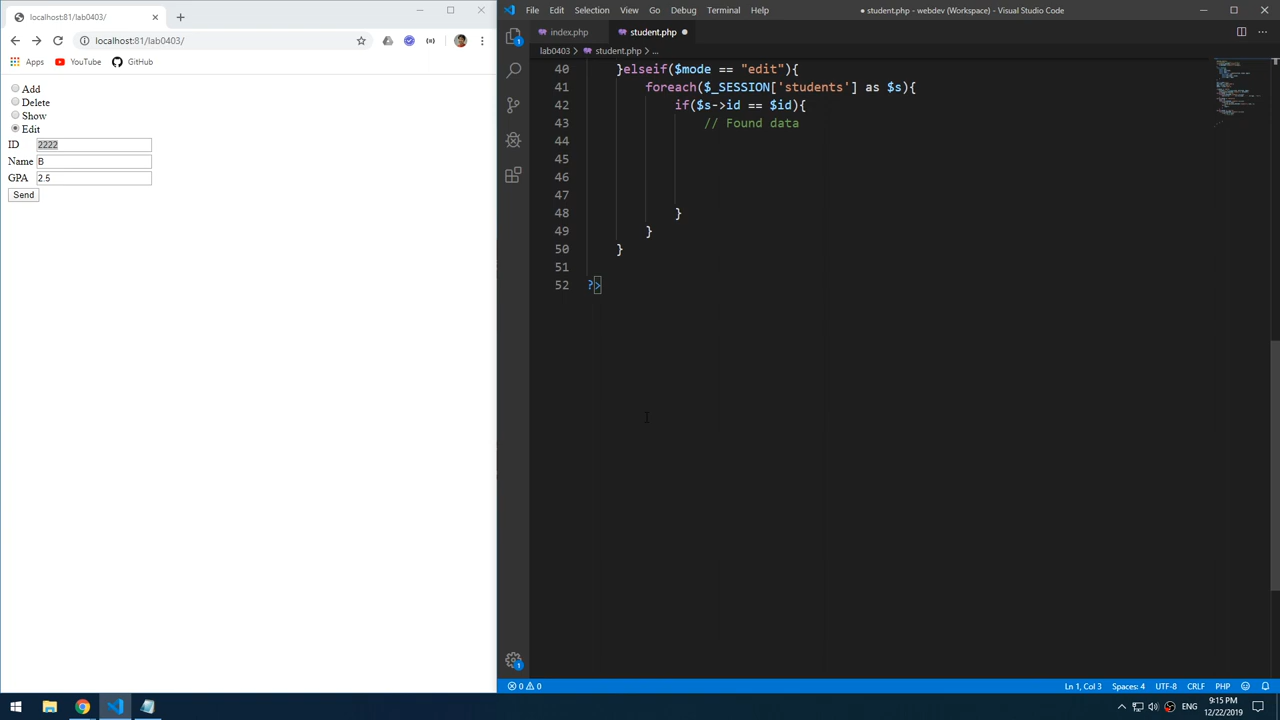 localhost:81/lab0403/
localhost:81/lab0403/
Apps YouTube GitHub
Add
Delete
Show
Edit
ID 2222
Name B
GPA 2.5
Send
File Edit Selection View Go Debug Terminal Help ● student.php - webdev (Workspace) - Visual Studio Code
index.php student.php
lab0403 > student.php > ...
40 }elseif($mode == "edit"){
41 foreach($_SESSION['students'] as $s){
42 if($s->id == $id){
43 // Found data
44
45
46
47
48 }
49 }
50 }
51
52 ?>
0 0 Ln 1, Col 3 Spaces: 4 UTF-8 CRLF PHP
ENG 9:15 PM
12/22/2019